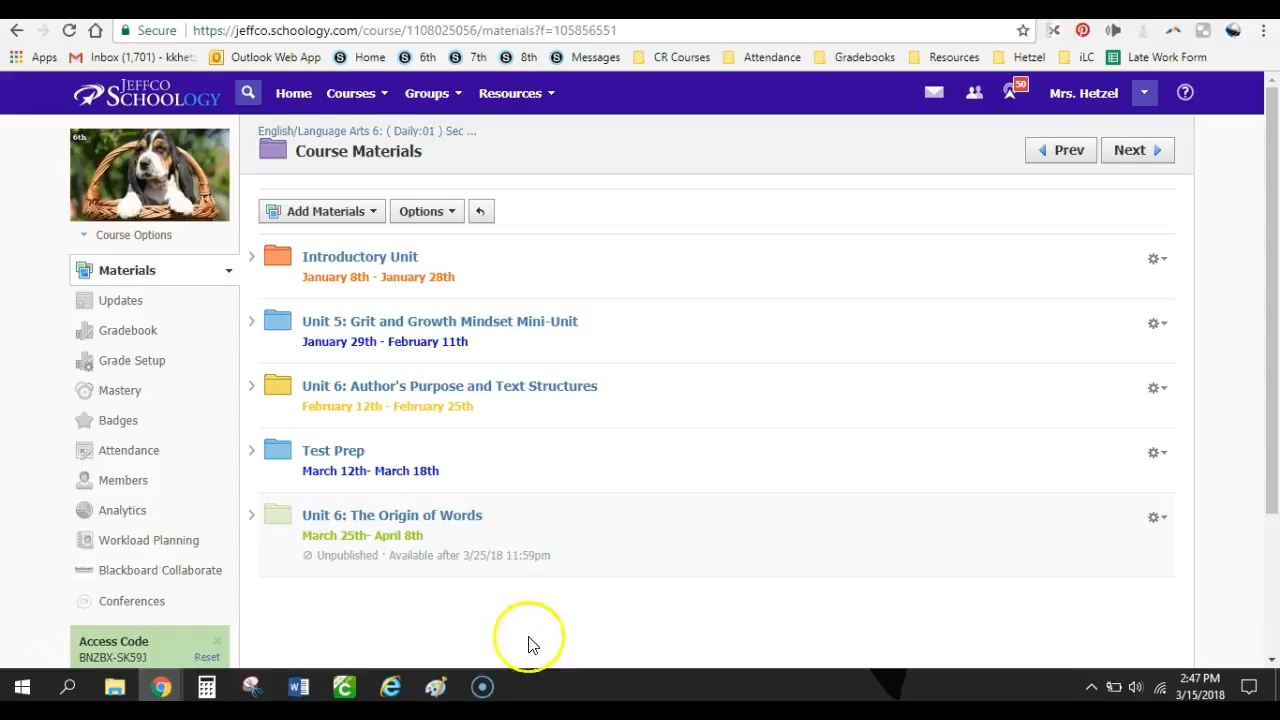 Secure https://jeffco.schoology.com/course/1108025056/materials?f=105856551
Apps Inbox (1,701) - kkhet Outlook Web App Home 6th 7th 8th Messages CR Courses Attendance Gradebooks Resources Hetzel iLC Late Work Form
JEFFCO
SCHOOLOGY
Home Courses Groups Resources 50 Mrs. Hetzel
6th
English/Language Arts 6: ( Daily:01 ) Sec ...
Course Materials
Prev Next
Add Materials Options
Course Options
Materials
Updates
Gradebook
Grade Setup
Mastery
Badges
Attendance
Members
Analytics
Workload Planning
Blackboard Collaborate
Conferences
Access Code
BNZBX-SK59J Reset
Introductory Unit
January 8th - January 28th
Unit 5: Grit and Growth Mindset Mini-Unit
January 29th - February 11th
Unit 6: Author's Purpose and Text Structures
February 12th - February 25th
Test Prep
March 12th- March 18th
Unit 6: The Origin of Words
March 25th- April 8th
Unpublished · Available after 3/25/18 11:59pm
2:47 PM
3/15/2018